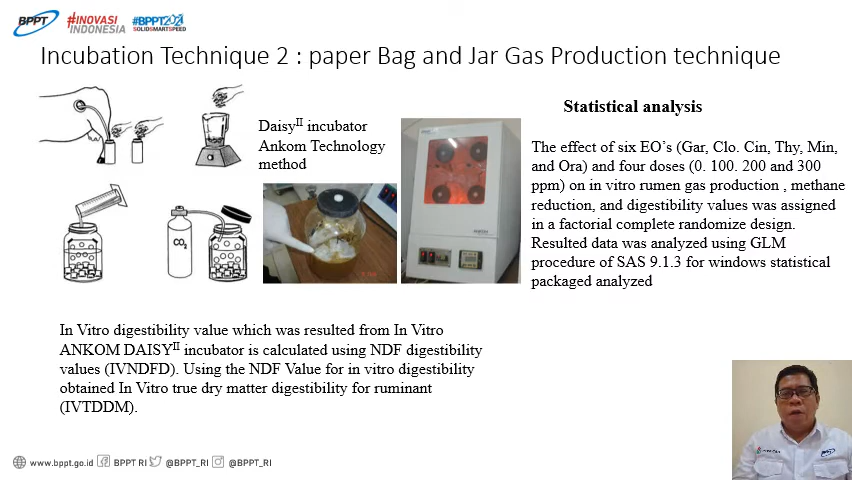 BPPT
#INOVASI
INDONESIA
#BPPT2021
SOLIDSMARTSPEED
Incubation Technique 2 : paper Bag and Jar Gas Production technique
Daisy^II incubator
Ankom Technology
method
CO2
Statistical analysis
The effect of six EO's (Gar, Clo. Cin, Thy, Min,
and Ora) and four doses (0. 100. 200 and 300
ppm) on in vitro rumen gas production , methane
reduction, and digestibility values was assigned
in a factorial complete randomize design.
Resulted data was analyzed using GLM
procedure of SAS 9.1.3 for windows statistical
packaged analyzed
In Vitro digestibility value which was resulted from In Vitro
ANKOM DAISY^II incubator is calculated using NDF digestibility
values (IVNDFD). Using the NDF Value for in vitro digestibility
obtained In Vitro true dry matter digestibility for ruminant
(IVTDDM).
www.bppt.go.id BPPT RI @BPPT_RI @BPPT_RI